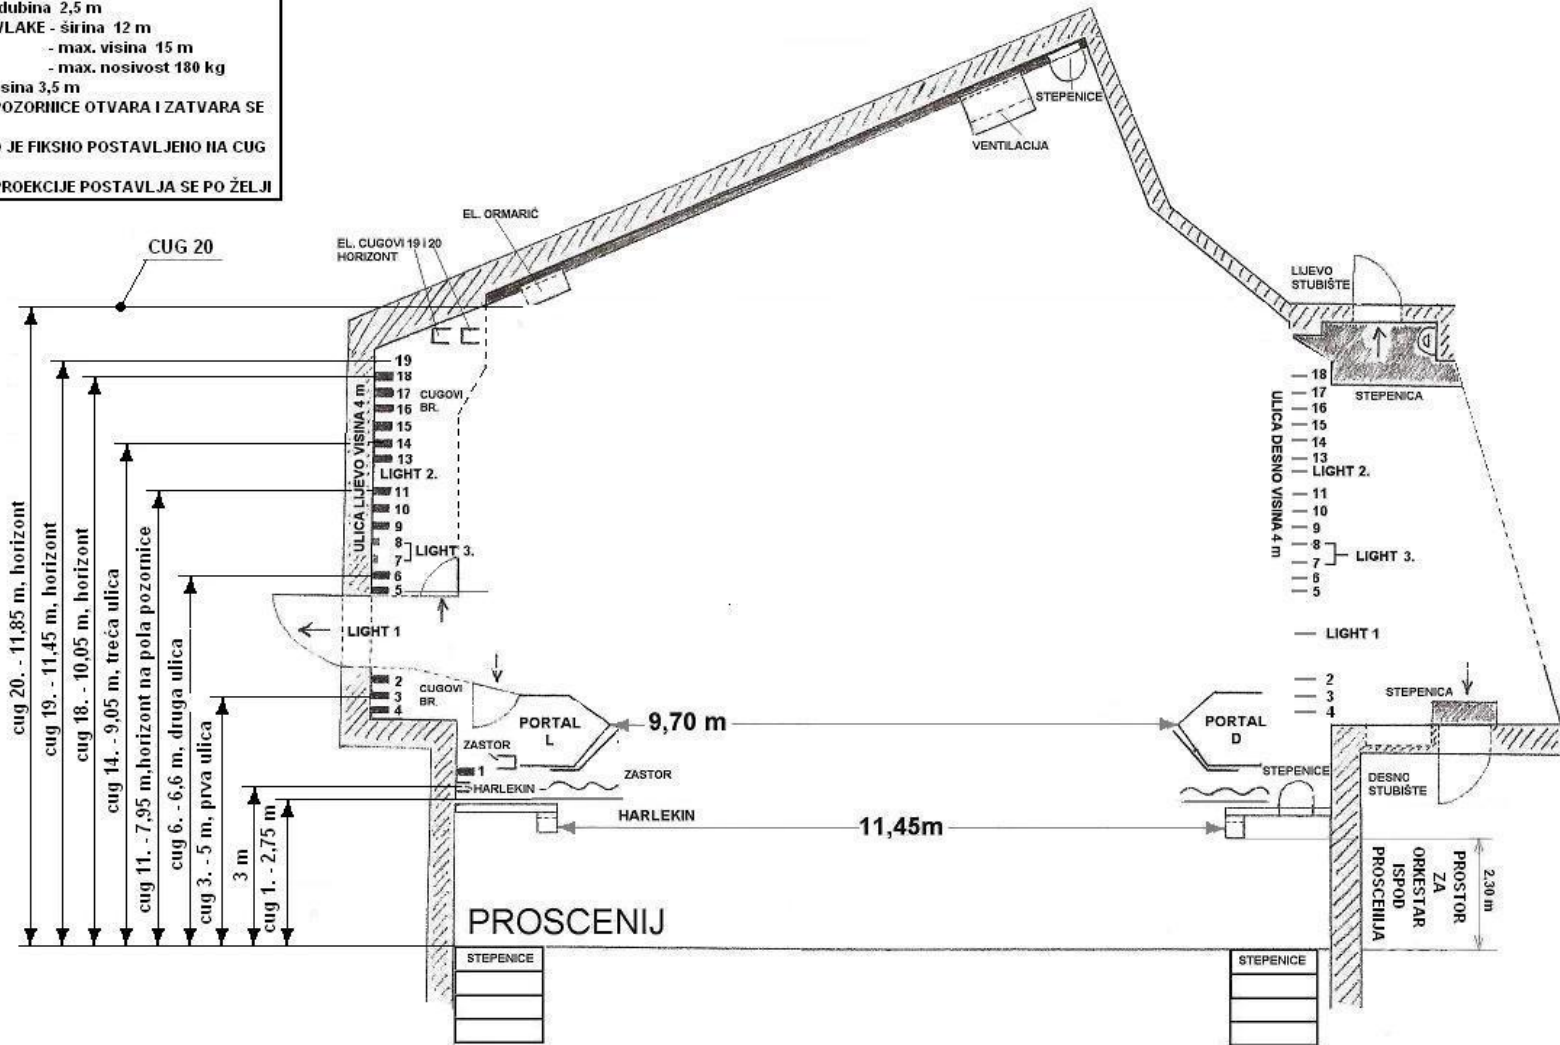 dubina 2,5 m
VLAKE - širina 12 m
- max. visina 15 m
- max. nosivost 180 kg
sina 3,5 m
POZORNICE OTVARA I ZATVARA SE
JE FIKSNO POSTAVLJENO NA CUG
PROEKCIJE POSTAVLJA SE PO ŽELJI
CUG 20
EL. CUGOVI 19 I 20
HORIZONT
EL. ORMARIĆ
STEPENICE
VENTILACIJA
LIJEVO
STUBIŠTE
STEPENICA
19
18
17
16
15
14
13
LIGHT 2.
11
10
9
8
7
LIGHT 3.
6
5
LIGHT 1
2
3
4
CUGOVI
BR.
CUGOVI
BR.
ULICA LIJEVO VISINA 4 m
18
17
16
15
14
13
LIGHT 2.
11
10
9
8
7
LIGHT 3.
6
5
LIGHT 1
2
3
4
ULICA DESNO VISINA 4 m
cug 20. - 11,85 m, horizont
cug 19. - 11,45 m, horizont
cug 18. - 10,05 m, horizont
cug 14. - 9,05 m, treća ulica
cug 11. - 7,95 m,horizont na pola pozornice
cug 6. - 6,6 m, druga ulica
cug 3. - 5 m, prva ulica
3 m
cug 1. - 2,75 m
PORTAL
L
9,70 m
PORTAL
D
STEPENICA
ZASTOR
1
ZASTOR
HARLEKIN
HARLEKIN
11,45m
STEPENICE
DESNO
STUBIŠTE
PROSTOR
ZA
ORKESTAR
ISPOD
PROSCENIJA
2,30 m
PROSCENIJ
STEPENICE
STEPENICE